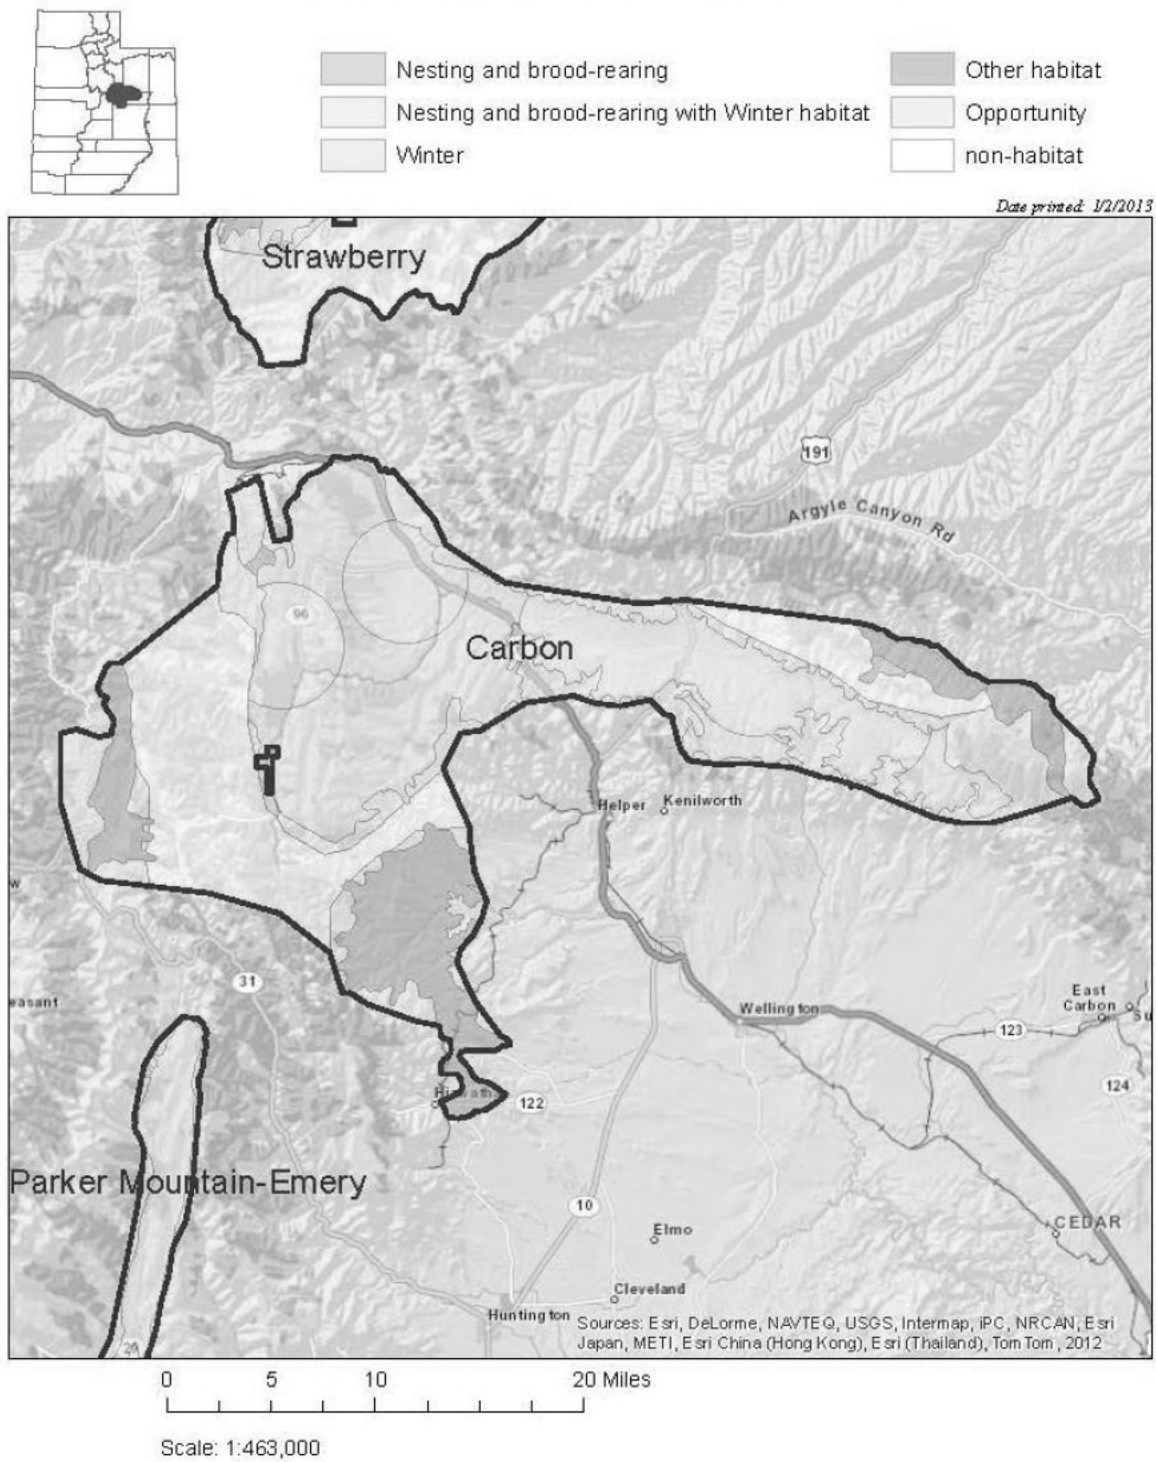 Nesting and brood-rearing
Nesting and brood-rearing with Winter habitat
Winter
Other habitat
Opportunity
non-habitat
Date printed: 1/2/2013
Strawberry
191
Argyle Canyon Rd
96
Carbon
Helper
Kenilworth
31
easant
Wellington
East
Carbon
Su
123
124
122
Parker Mountain-Emery
10
Elmo
CEDAR
Cleveland
Huntington
Sources: Esri, DeLorme, NAVTEQ, USGS, Intermap, iPC, NRCAN, Esri
Japan, METI, Esri China (Hong Kong), Esri (Thailand), TomTom, 2012
29
0 5 10 20 Miles
Scale: 1:463,000